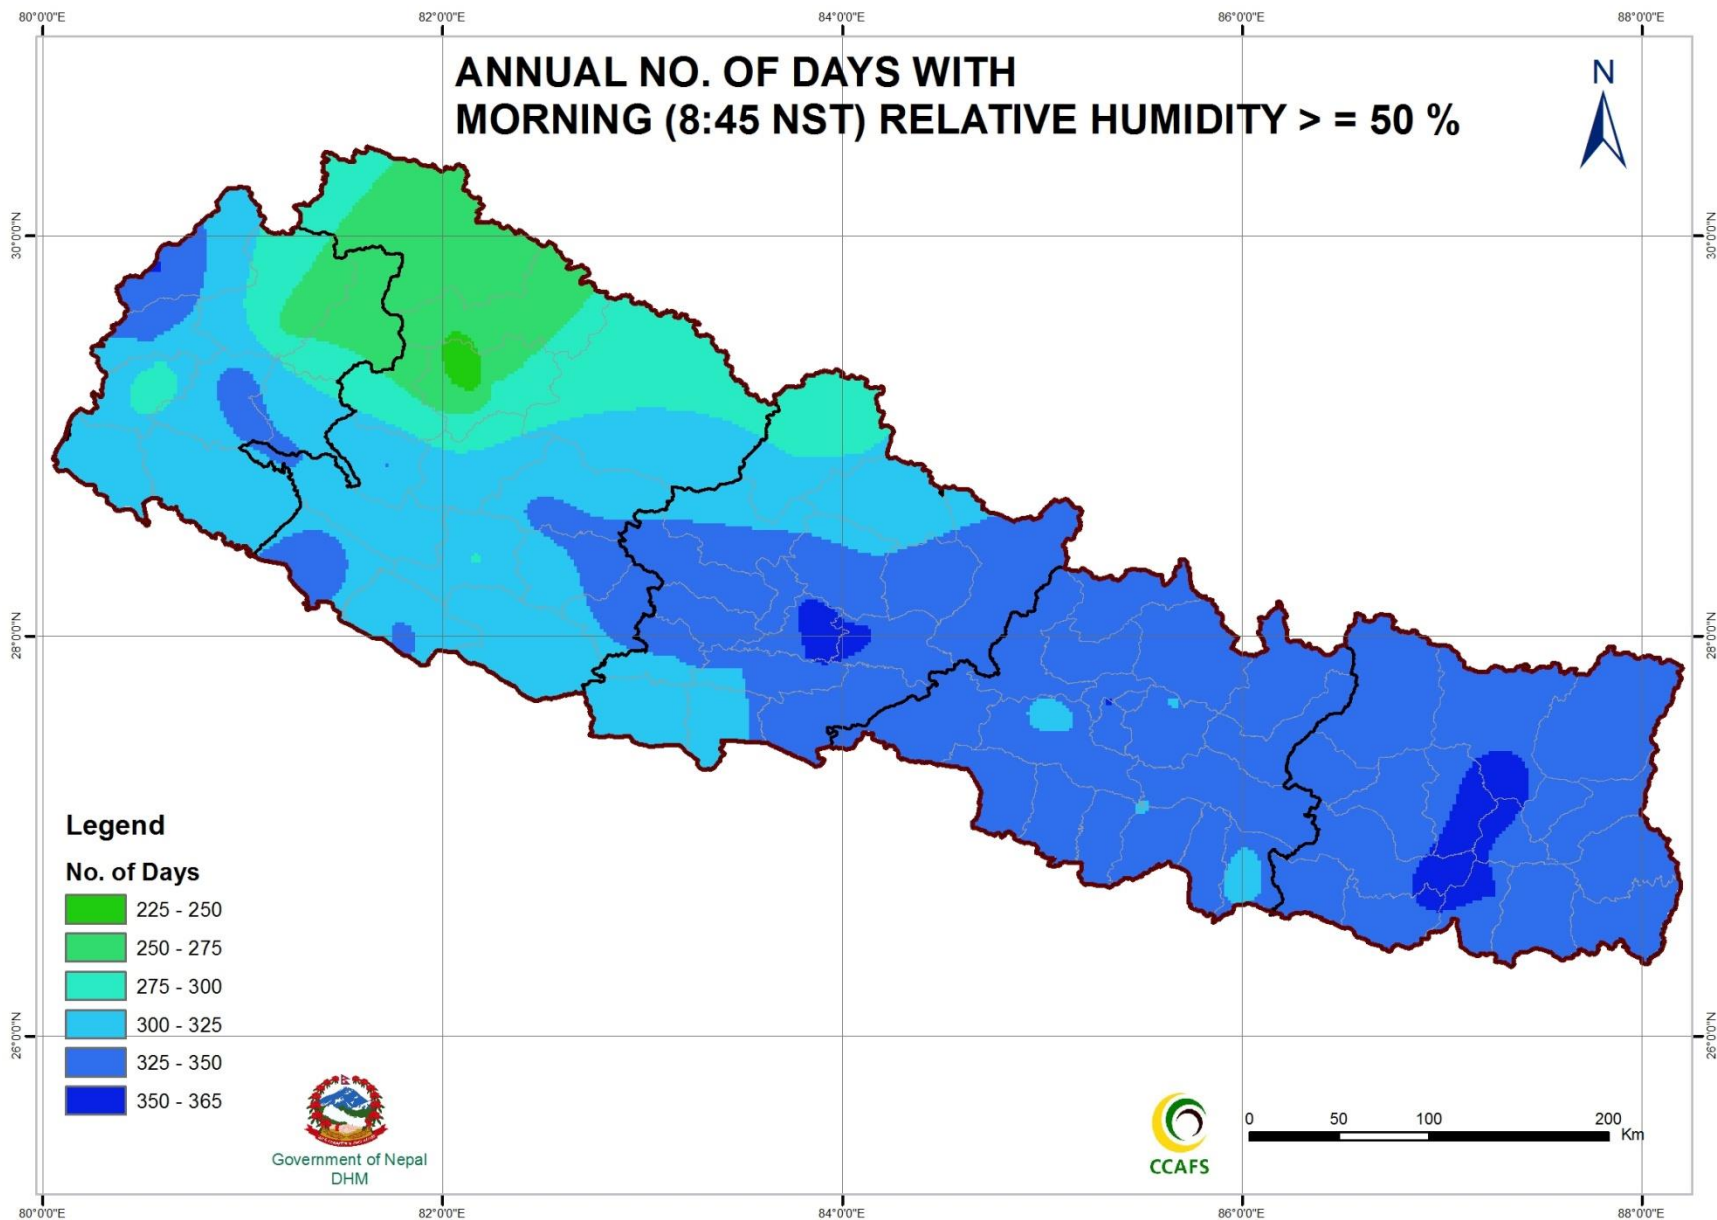 80°0'0"E 82°0'0"E 84°0'0"E 86°0'0"E 88°0'0"E
ANNUAL NO. OF DAYS WITH
MORNING (8:45 NST) RELATIVE HUMIDITY > = 50 %
N
30°0'0"N 30°0'0"N
28°0'0"N 28°0'0"N
26°0'0"N 26°0'0"N
Legend
No. of Days
225 - 250
250 - 275
275 - 300
300 - 325
325 - 350
350 - 365
Government of Nepal
DHM
CCAFS
0 50 100 200
Km
80°0'0"E 82°0'0"E 84°0'0"E 86°0'0"E 88°0'0"E